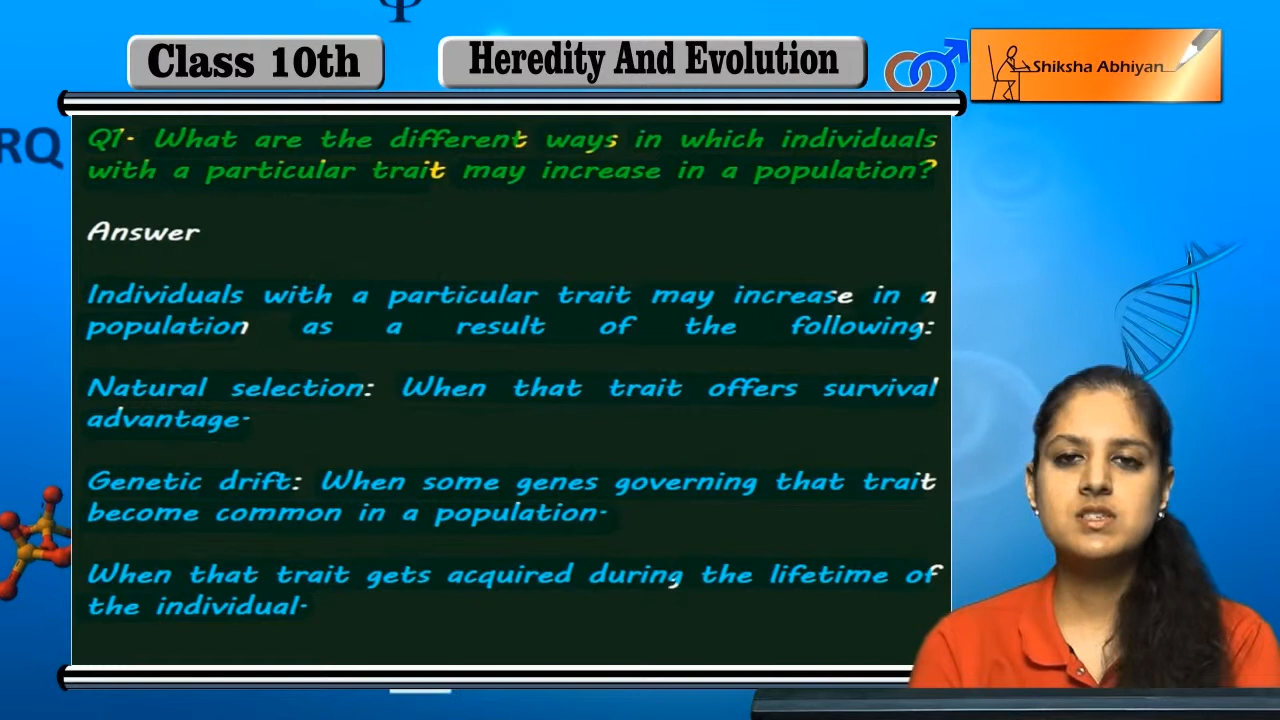 Class 10th
Heredity And Evolution
Shiksha Abhiyan
RQ
Q1- What are the different ways in which individuals
with a particular trait may increase in a population?
Answer
Individuals with a particular trait may increase in a
population as a result of the following:
Natural selection: When that trait offers survival
advantage-
Genetic drift: When some genes governing that trait
become common in a population-
When that trait gets acquired during the lifetime of
the individual-